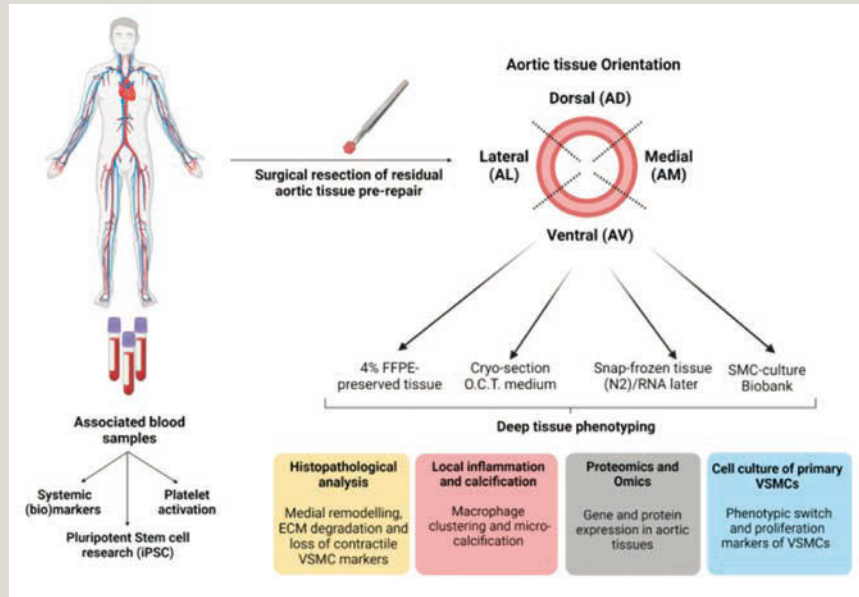 Aortic tissue Orientation
Dorsal (AD)
Lateral
(AL)
Medial
(AM)
Ventral (AV)
Surgical resection of residual
aortic tissue pre-repair
4% FFPE-
preserved tissue
Cryo-section
O.C.T. medium
Snap-frozen tissue
(N2)/RNA later
SMC-culture
Biobank
Deep tissue phenotyping
Associated blood
samples
Systemic
(bio)markers
Platelet
activation
Pluripotent Stem cell
research (iPSC)
Histopathological
analysis
Medial remodelling,
ECM degradation and
loss of contractile
VSMC markers
Local inflammation
and calcification
Macrophage
clustering and micro-
calcification
Proteomics and
Omics
Gene and protein
expression in aortic
tissues
Cell culture of primary
VSMCs
Phenotypic switch
and proliferation
markers of VSMCs